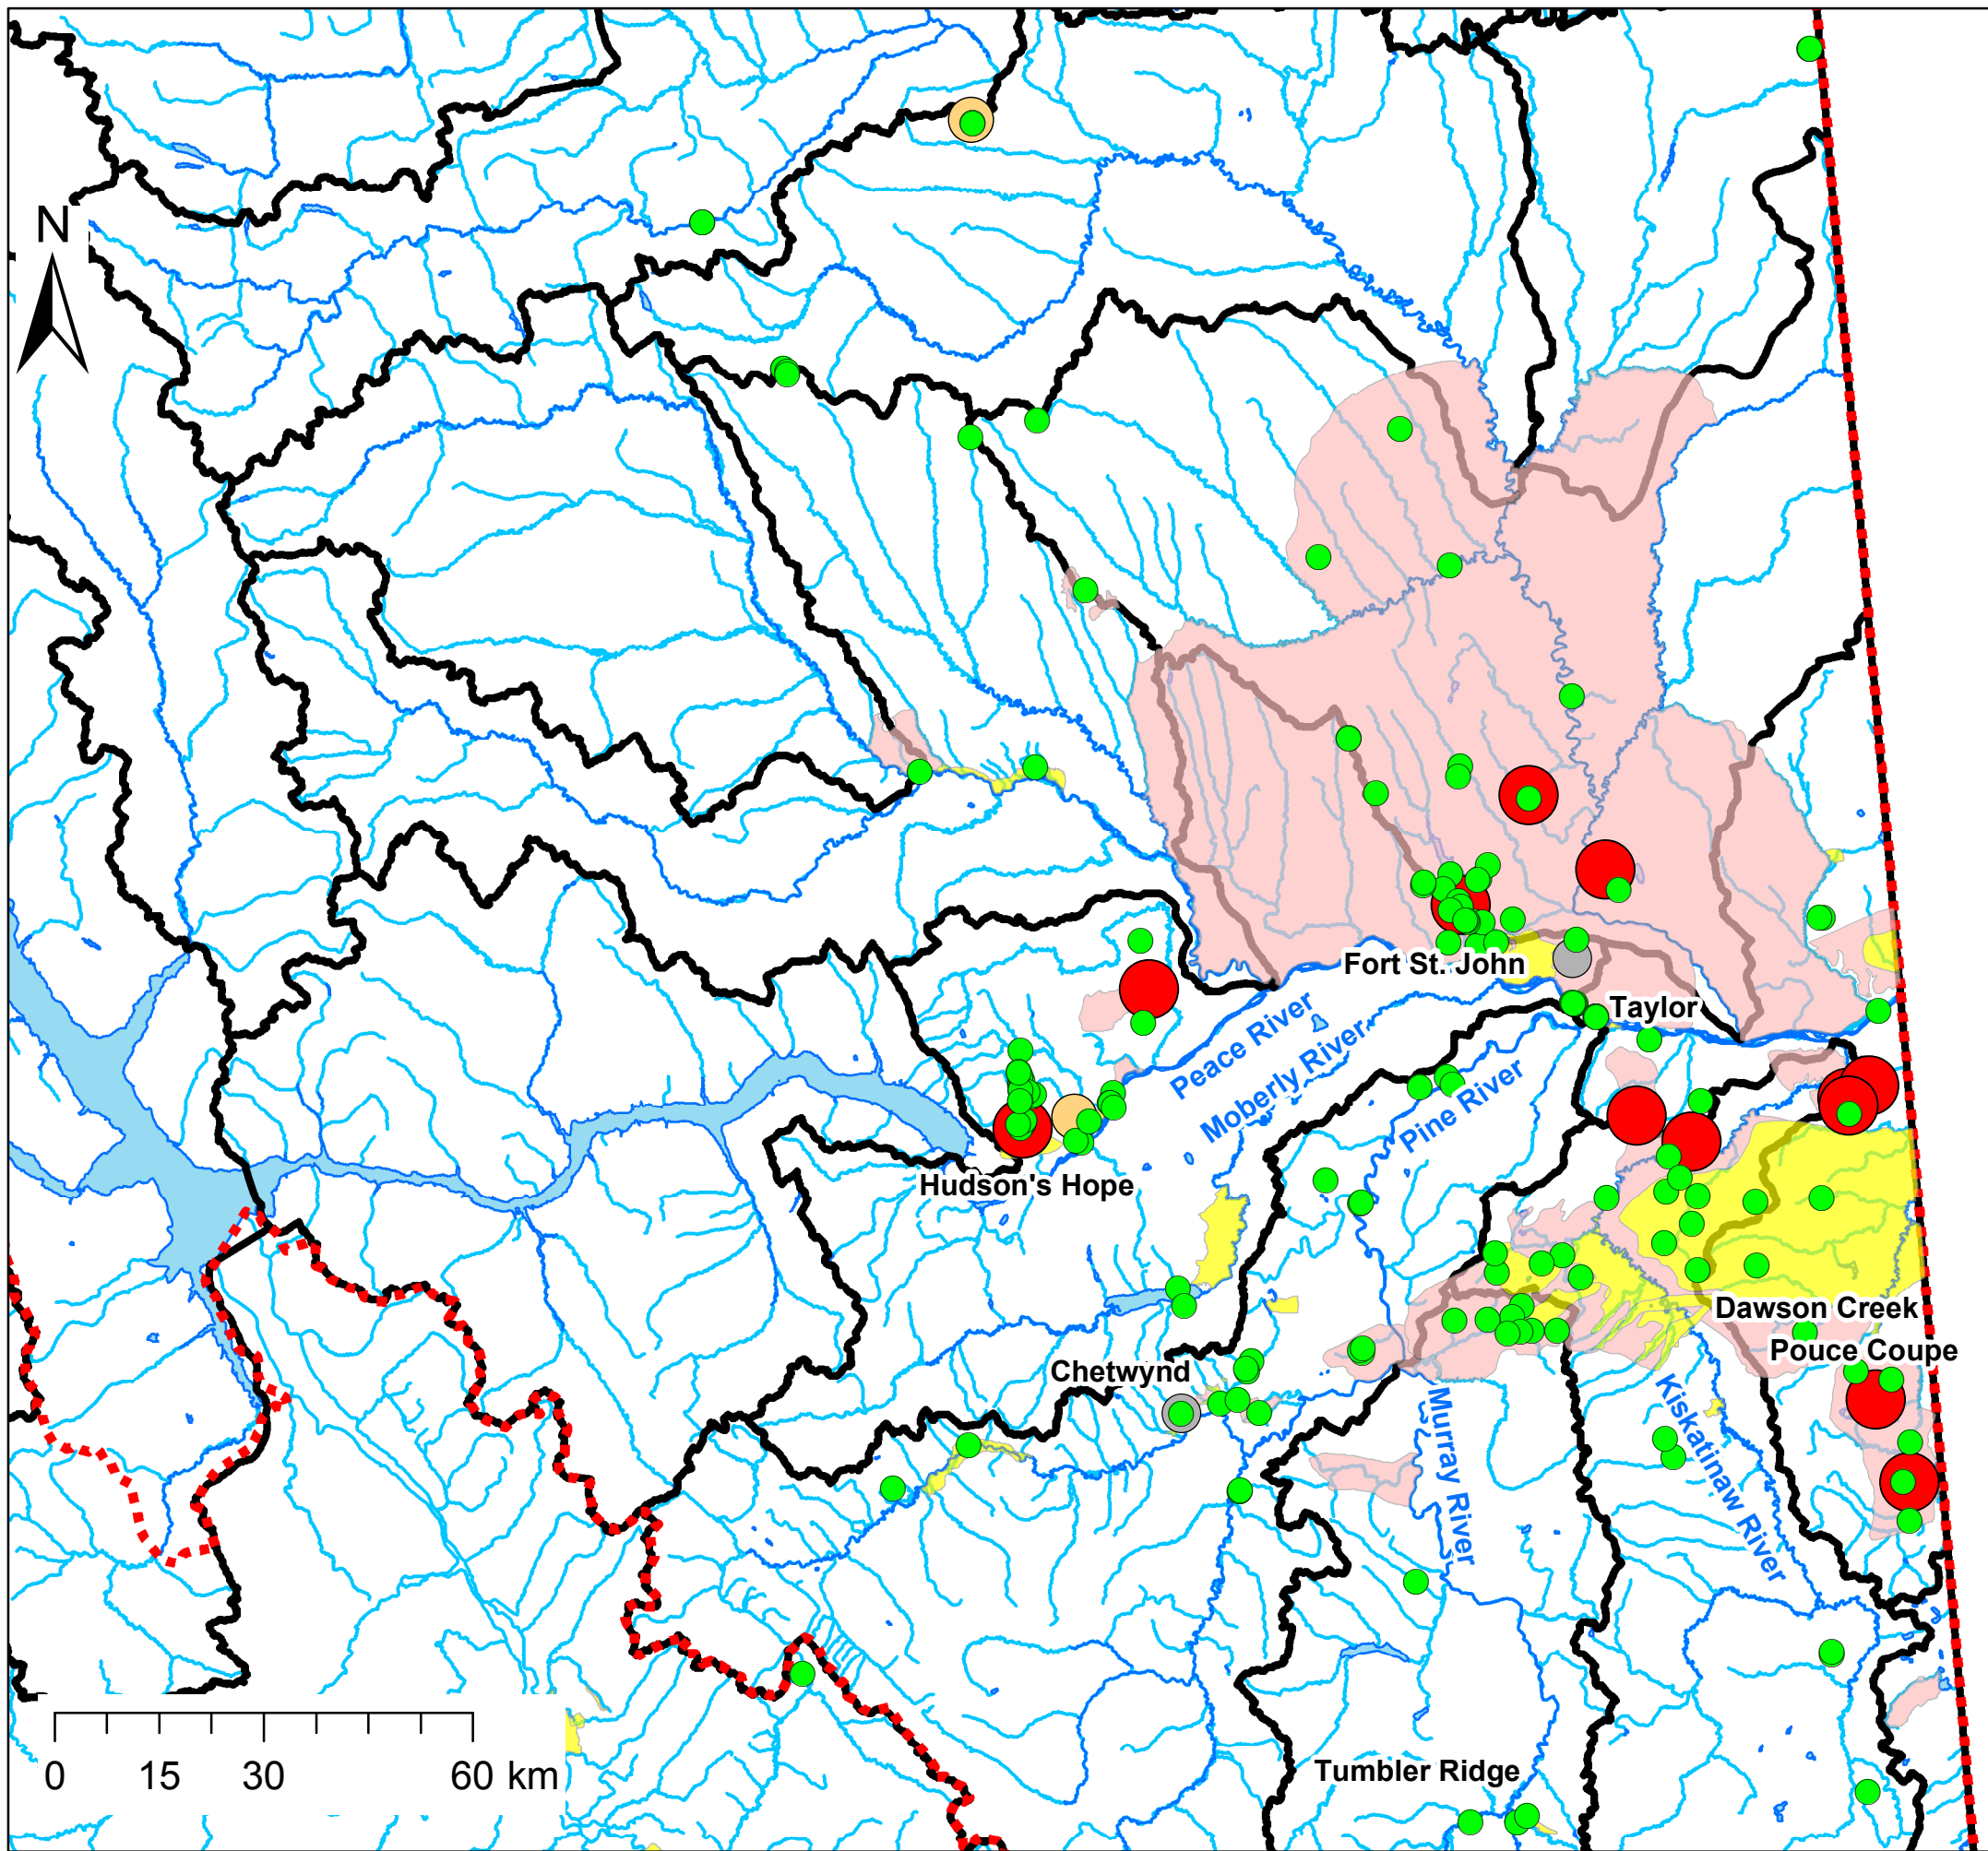 N
Fort St. John
Taylor
Peace River
Moberly River
Pine River
Hudson's Hope
Dawson Creek
Pouce Coupe
Chetwynd
Murray River
Kiskatinaw River
Tumbler Ridge
0 15 30 60 km